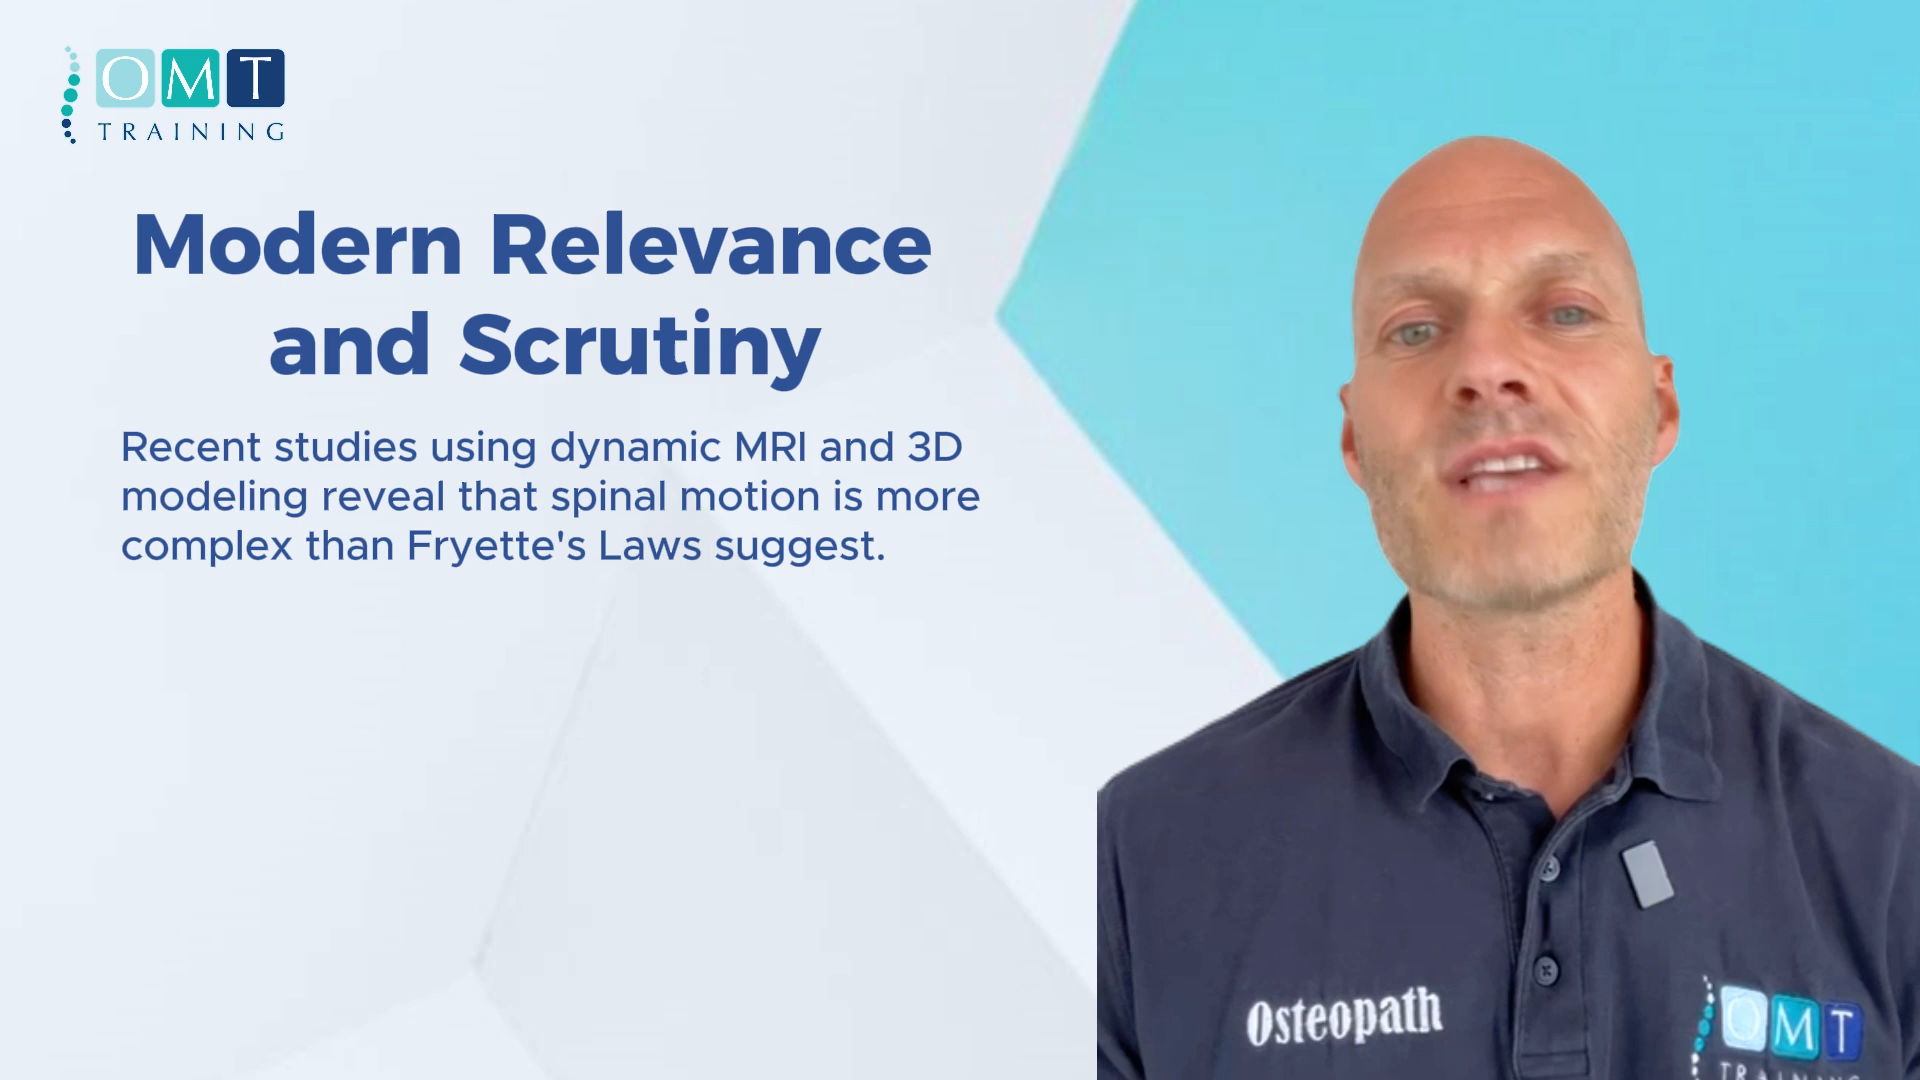 OMT
TRAINING
Modern Relevance
and Scrutiny
Recent studies using dynamic MRI and 3D
modeling reveal that spinal motion is more
complex than Fryette's Laws suggest.
Osteopath
OMT
TRAINING